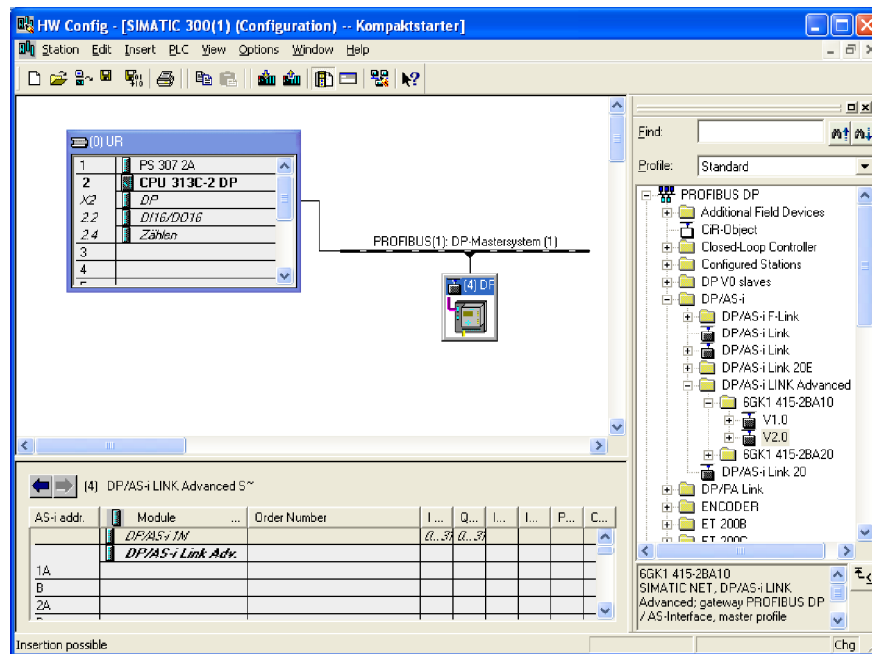 HW Config - [SIMATIC 300(1) (Configuration) -- Kompaktstarter]
Station Edit Insert PLC View Options Window Help
(0) UR
1 PS 307 2A
2 CPU 313C-2 DP
X2 DP
2.2 DI16/DO16
2.4 Zählen
3
4
PROFIBUS(1): DP-Mastersystem (1)
(4) DP
Find:
Profile: Standard
PROFIBUS DP
Additional Field Devices
CiR-Object
Closed-Loop Controller
Configured Stations
DP V0 slaves
DP/AS-i
DP/AS-i F-Link
DP/AS-i Link
DP/AS-i Link
DP/AS-i Link 20E
DP/AS-i LINK Advanced
6GK1 415-2BA10
V1.0
V2.0
6GK1 415-2BA20
DP/AS-i Link 20
DP/PA Link
ENCODER
ET 200B
ET 200C
(4) DP/AS-i LINK Advanced S~
AS-i addr. Module ... Order Number I ... Q... I... I... P... C...
DP/AS-i 1M 0...31 0...31
DP/AS-i Link Adv.
1A
B
2A
6GK1 415-2BA10
SIMATIC NET, DP/AS-i LINK
Advanced; gateway PROFIBUS DP
/ AS-Interface, master profile
Insertion possible
Chg